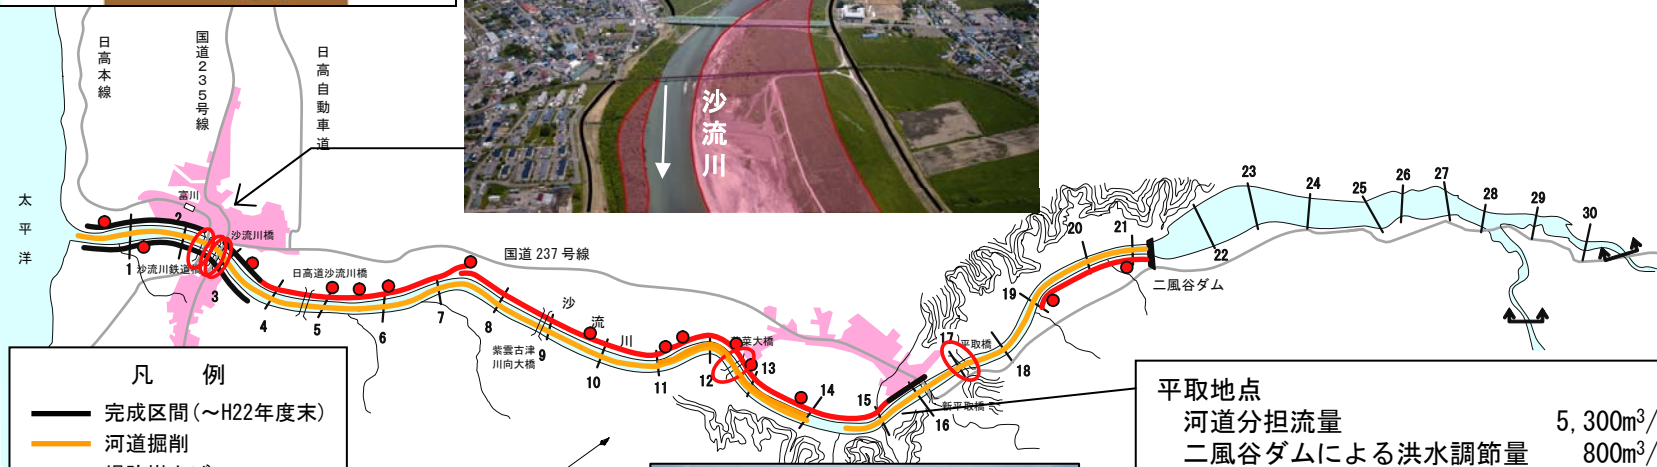 日高本線
国道235号線
日高自動車道
太平洋
富川
沙流川橋
沙流川鉄道橋
日高道沙流川橋
国道237号線
沙流川
沙流川
紫雲古津
川向大橋
葉大橋
平取橋
新平取橋
二風谷ダム
1
2
3
4
5
6
7
8
9
10
11
12
13
14
15
16
17
18
19
20
21
22
23
24
25
26
27
28
29
30
凡 例
完成区間(～H22年度末)
河道掘削
平取地点
河道分担流量 5,300m³/
二風谷ダムによる洪水調節量 800m³/